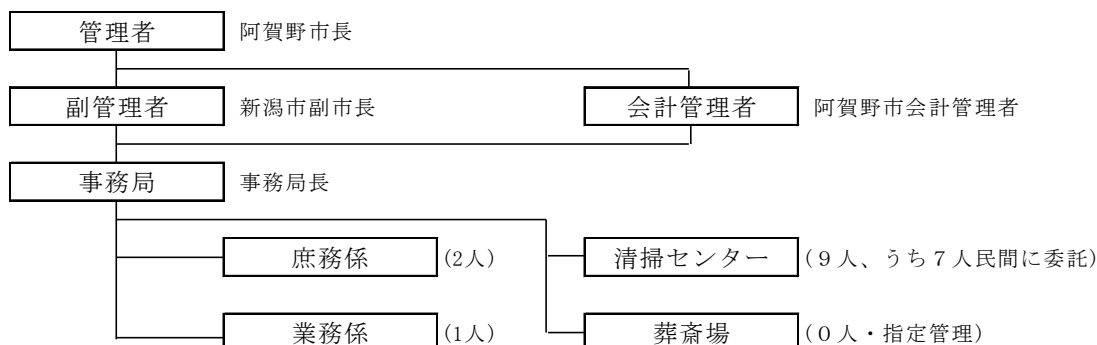 管理者 阿賀野市長
副管理者 新潟市副市長 会計管理者 阿賀野市会計管理者
事務局 事務局長
庶務係 (2人) 清掃センター (９人、うち７人民間に委託)
業務係 (1人) 葬斎場 (０人・指定管理)